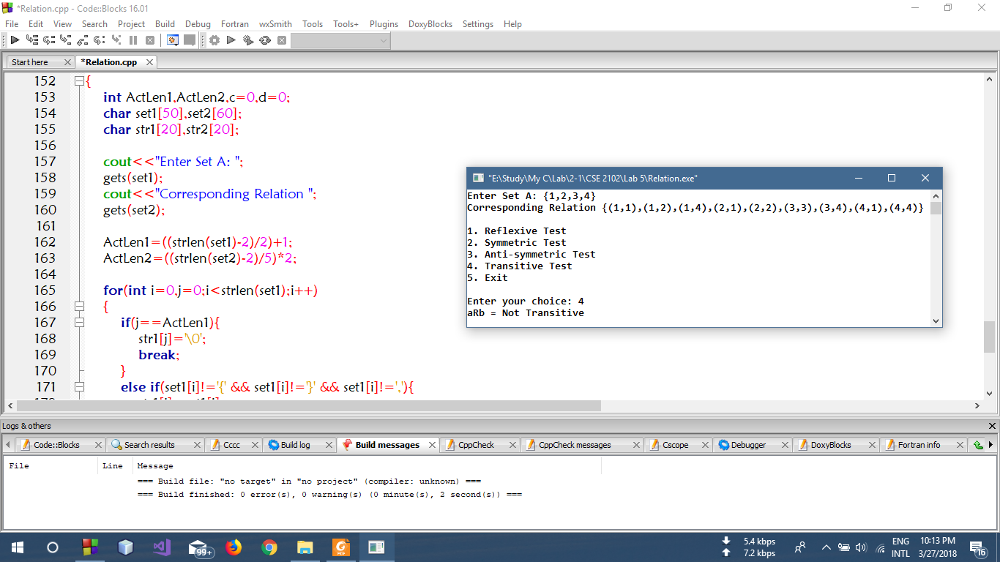 *Relation.cpp - Code::Blocks 16.01
File Edit View Search Project Build Debug Fortran wxSmith Tools Tools+ Plugins DoxyBlocks Settings Help
Start here *Relation.cpp
152 {
153 int ActLen1,ActLen2,c=0,d=0;
154 char set1[50],set2[60];
155 char str1[20],str2[20];
156
157 cout<<"Enter Set A: ";
158 gets(set1);
159 cout<<"Corresponding Relation ";
160 gets(set2);
161
162 ActLen1=((strlen(set1)-2)/2)+1;
163 ActLen2=((strlen(set2)-2)/5)*2;
164
165 for(int i=0,j=0;i<strlen(set1);i++)
166 {
167 if(j==ActLen1){
168 str1[j]='\0';
169 break;
170 }
171 else if(set1[i]!='{' && set1[i]!='}' && set1[i]!=','){
"E:\Study\My C\Lab\2-1\CSE 2102\Lab 5\Relation.exe"
Enter Set A: {1,2,3,4}
Corresponding Relation {(1,1),(1,2),(1,4),(2,1),(2,2),(3,3),(3,4),(4,1),(4,4)}
1. Reflexive Test
2. Symmetric Test
3. Anti-symmetric Test
4. Transitive Test
5. Exit
Enter your choice: 4
aRb = Not Transitive
Logs & others
Code::Blocks Search results Cccc Build log Build messages CppCheck CppCheck messages Cscope Debugger DoxyBlocks Fortran info
File Line Message
=== Build file: "no target" in "no project" (compiler: unknown) ===
=== Build finished: 0 error(s), 0 warning(s) (0 minute(s), 2 second(s)) ===
99+
PDF
5.4 kbps
7.2 kbps
ENG
INTL
10:13 PM
3/27/2018
16